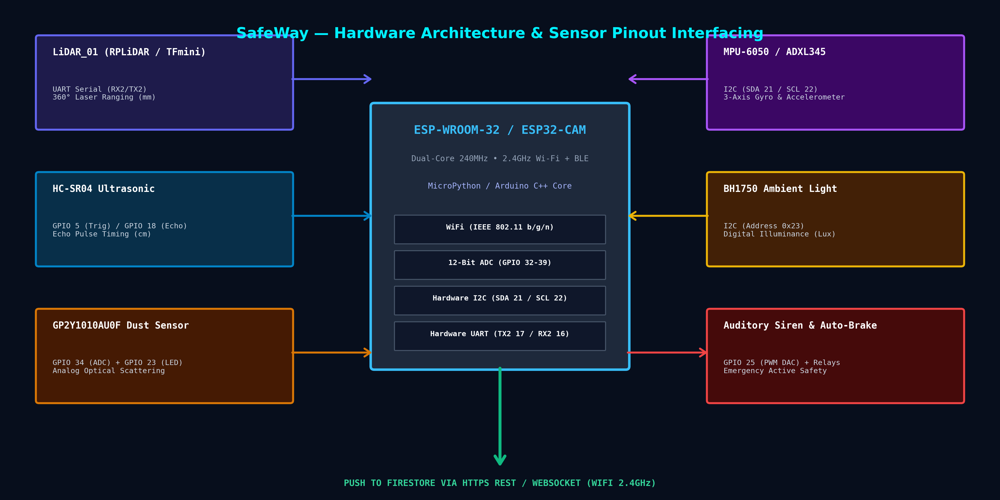 SafeWay — Hardware Architecture & Sensor Pinout Interfacing
LiDAR_01 (RPLiDAR / TFmini)
UART Serial (RX2/TX2)
360° Laser Ranging (mm)
HC-SR04 Ultrasonic
GPIO 5 (Trig) / GPIO 18 (Echo)
Echo Pulse Timing (cm)
GP2Y1010AU0F Dust Sensor
GPIO 34 (ADC) + GPIO 23 (LED)
Analog Optical Scattering
ESP-WROOM-32 / ESP32-CAM
Dual-Core 240MHz • 2.4GHz Wi-Fi + BLE
MicroPython / Arduino C++ Core
WiFi (IEEE 802.11 b/g/n)
12-Bit ADC (GPIO 32-39)
Hardware I2C (SDA 21 / SCL 22)
Hardware UART (TX2 17 / RX2 16)
MPU-6050 / ADXL345
I2C (SDA 21 / SCL 22)
3-Axis Gyro & Accelerometer
BH1750 Ambient Light
I2C (Address 0x23)
Digital Illuminance (Lux)
Auditory Siren & Auto-Brake
GPIO 25 (PWM DAC) + Relays
Emergency Active Safety
PUSH TO FIRESTORE VIA HTTPS REST / WEBSOCKET (WIFI 2.4GHz)